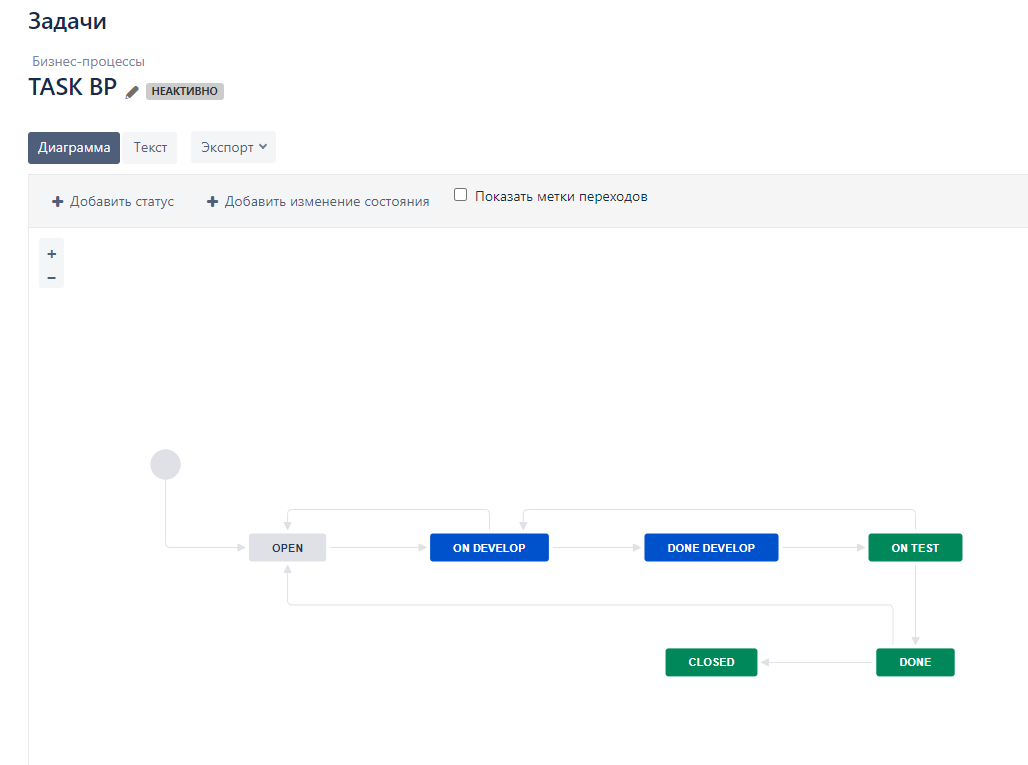 Задачи
Бизнес-процессы
TASK BP НЕАКТИВНО
Диаграмма Текст Экспорт
+ Добавить статус + Добавить изменение состояния Показать метки переходов
+
−
OPEN ON DEVELOP DONE DEVELOP ON TEST
CLOSED DONE